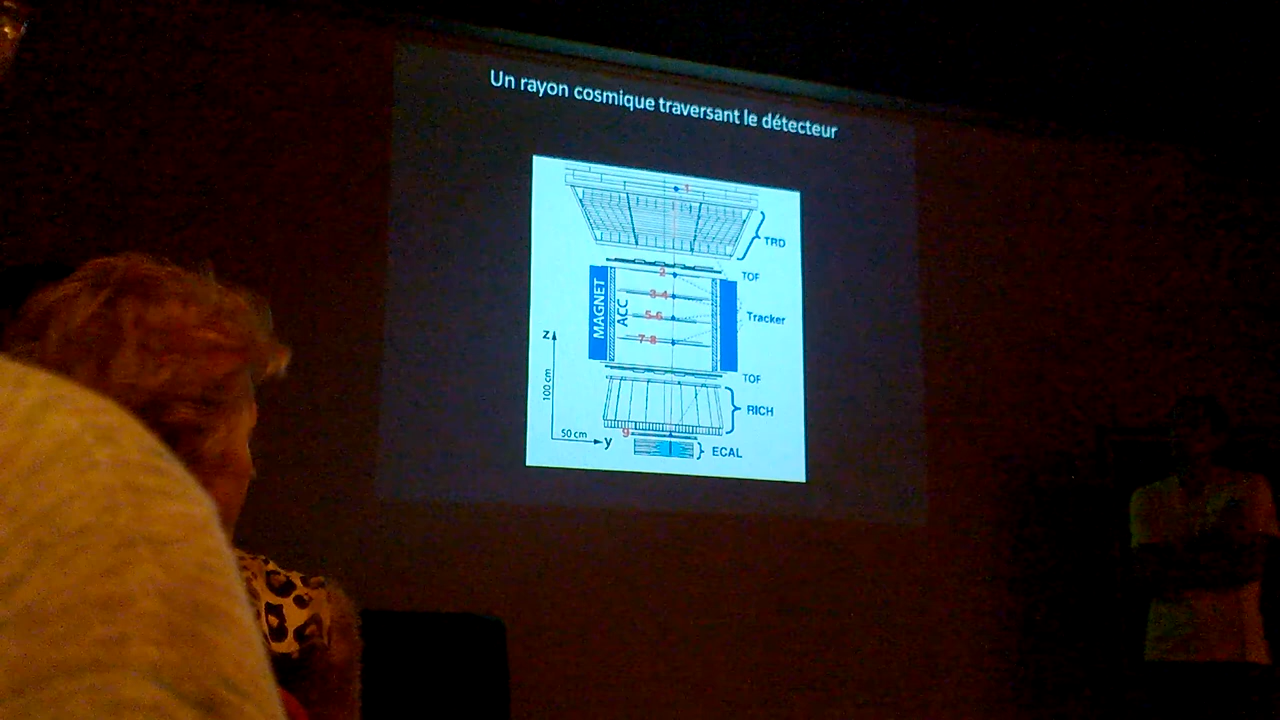 Un rayon cosmique traversant le détecteur
1
TRD
TOF
2
3-4
MAGNET
ACC
5-6
Tracker
7-8
z
TOF
100 cm
RICH
9
50 cm
y
ECAL